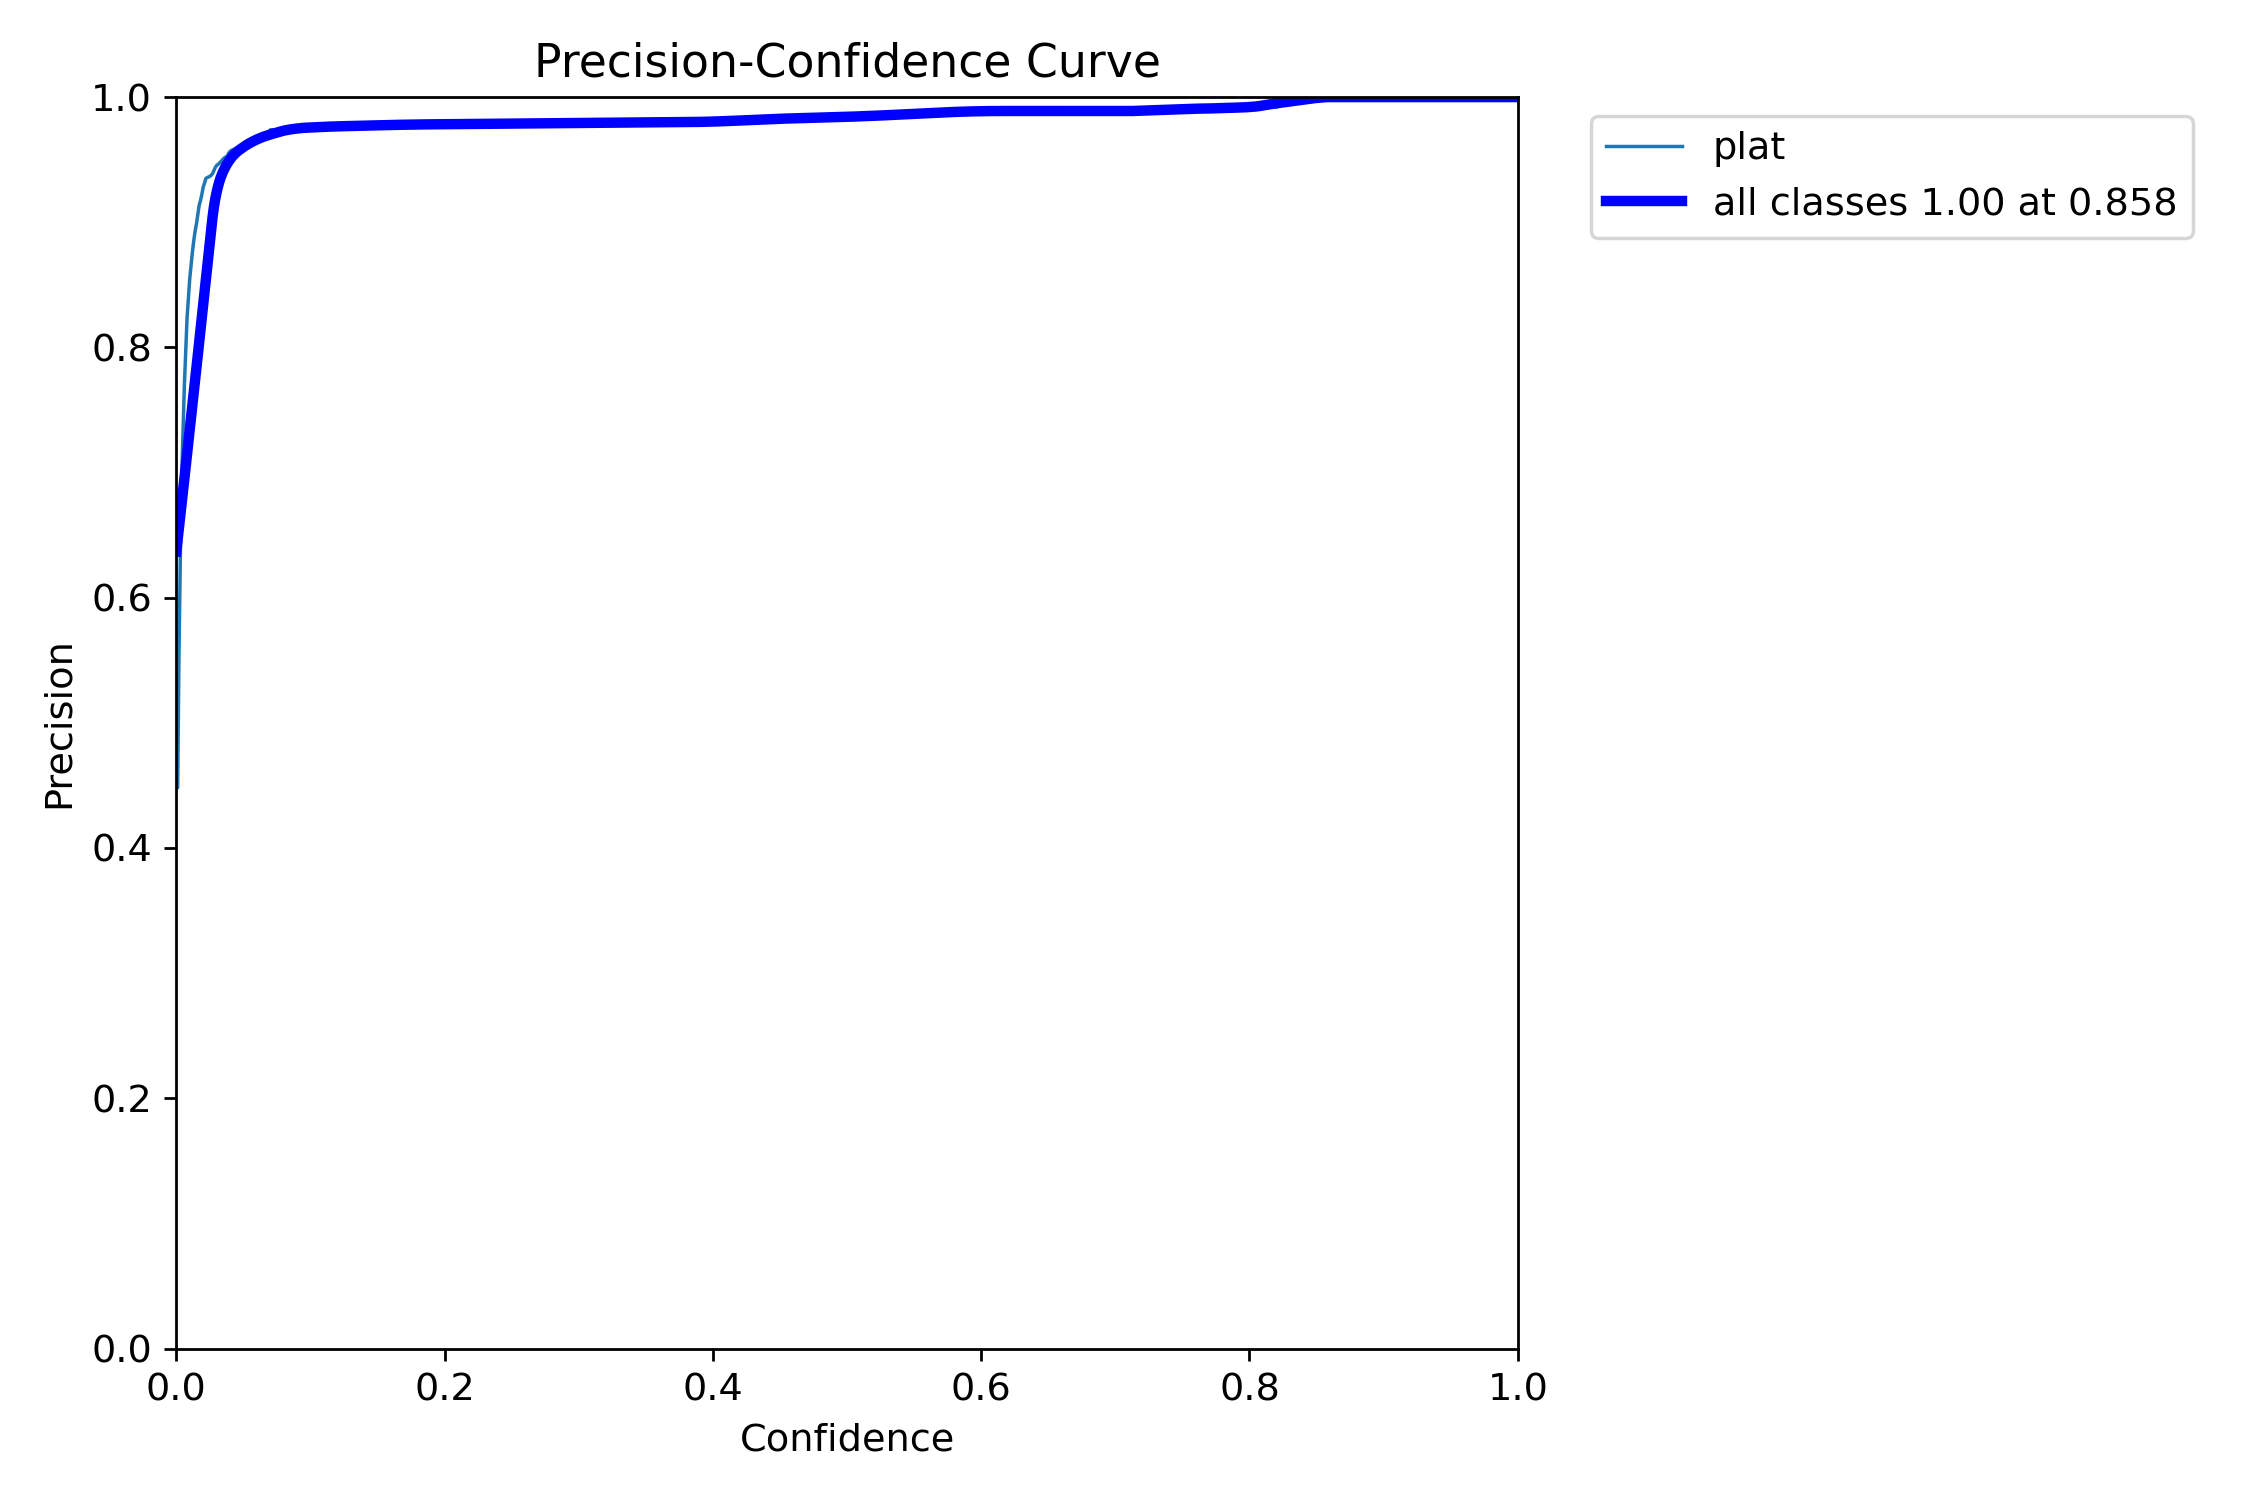 Precision-Confidence Curve
1.0
0.8
0.6
0.4
0.2
0.0
Precision
0.0 0.2 0.4 0.6 0.8 1.0
Confidence
plat
all classes 1.00 at 0.858